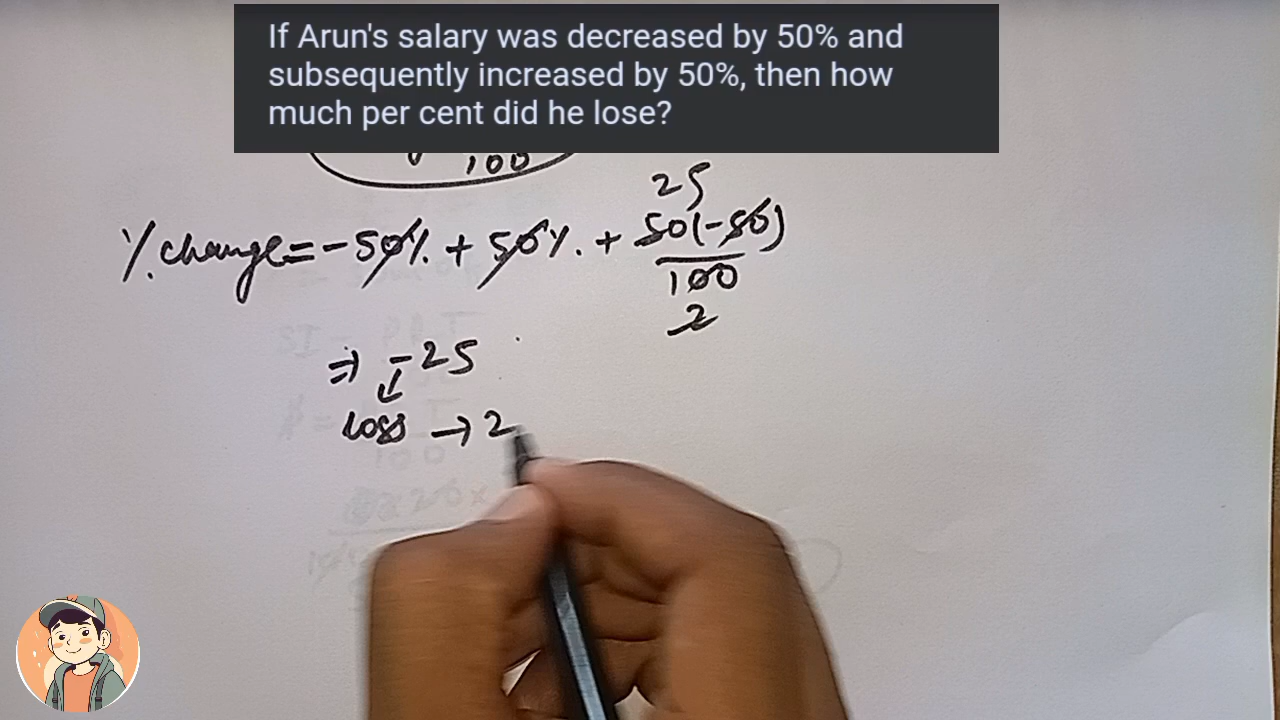 If Arun's salary was decreased by 50% and
subsequently increased by 50%, then how
much per cent did he lose?
100
25
% change = -50% + 50% + 50(-50)
100
2
⇒ -25
↓
loss → 2